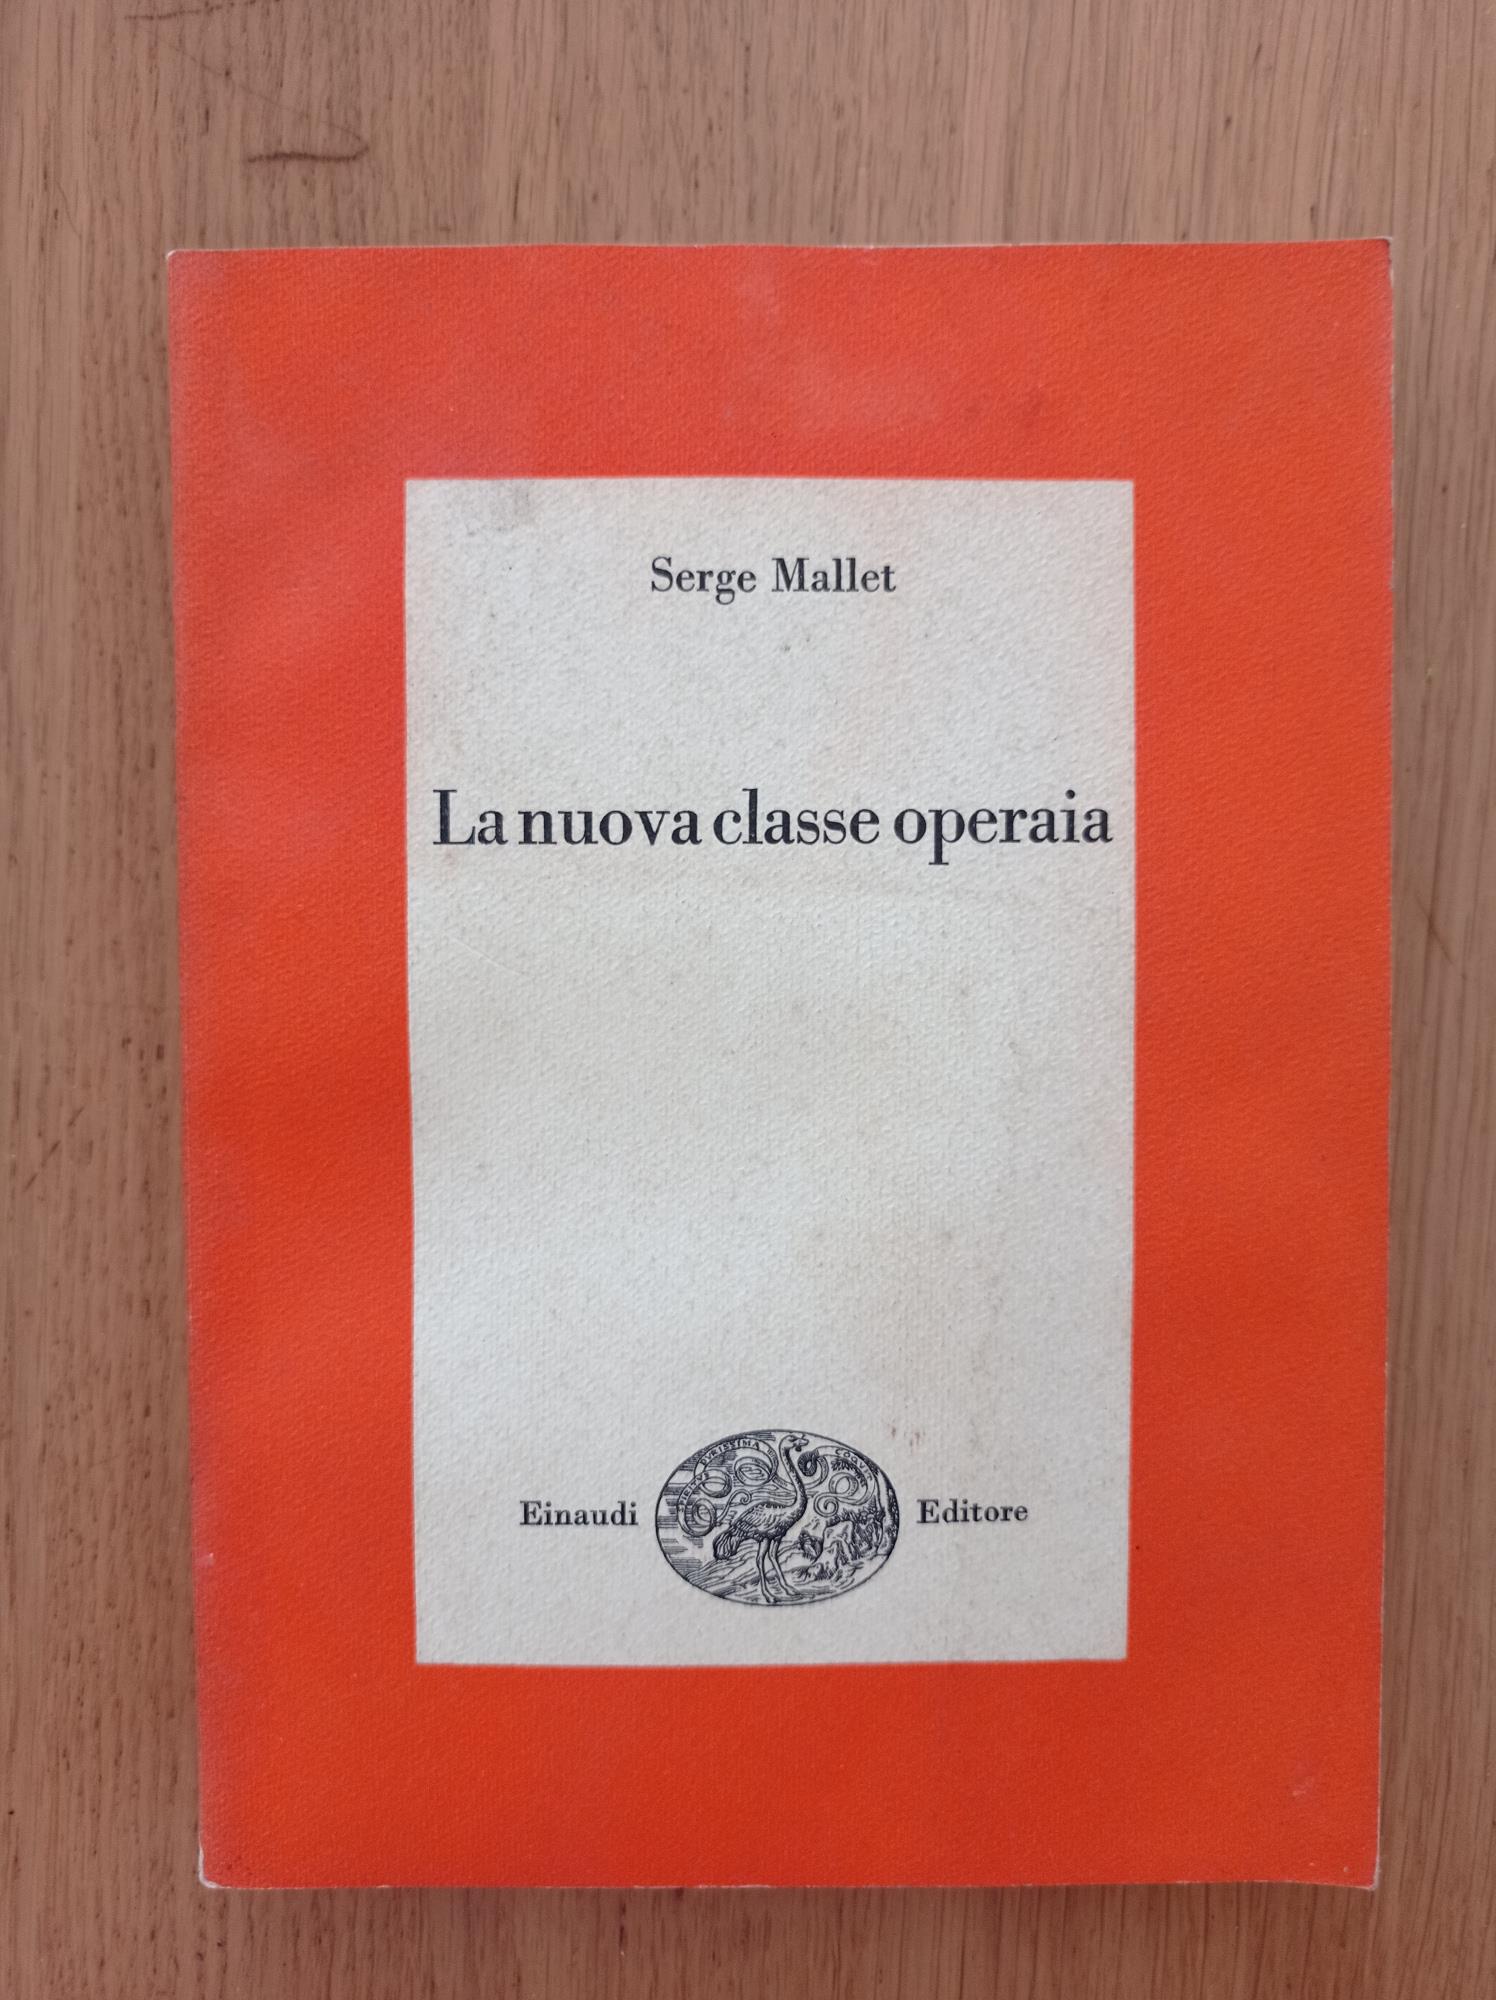 Serge Mallet
La nuova classe operaia
Einaudi
Editore